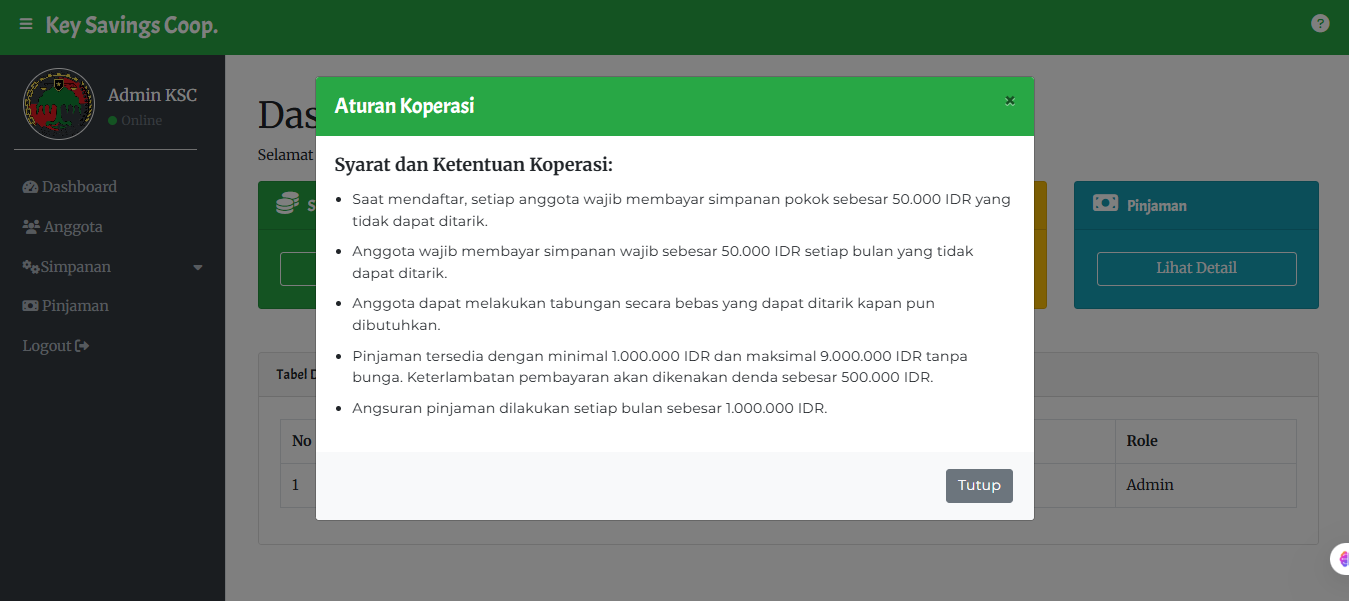 Key Savings Coop.
?
Admin KSC
Online
Dashboard
Anggota
Simpanan
Pinjaman
Logout
Das
Selamat
S
Pinjaman
Lihat Detail
Aturan Koperasi
×
Syarat dan Ketentuan Koperasi:
• Saat mendaftar, setiap anggota wajib membayar simpanan pokok sebesar 50.000 IDR yang
tidak dapat ditarik.
• Anggota wajib membayar simpanan wajib sebesar 50.000 IDR setiap bulan yang tidak
dapat ditarik.
• Anggota dapat melakukan tabungan secara bebas yang dapat ditarik kapan pun
dibutuhkan.
• Pinjaman tersedia dengan minimal 1.000.000 IDR dan maksimal 9.000.000 IDR tanpa
bunga. Keterlambatan pembayaran akan dikenakan denda sebesar 500.000 IDR.
• Angsuran pinjaman dilakukan setiap bulan sebesar 1.000.000 IDR.
Tutup
Tabel D
No
Role
1
Admin